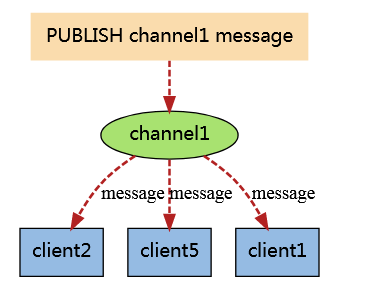 PUBLISH channel1 message
channel1
message message message
client2 client5 client1